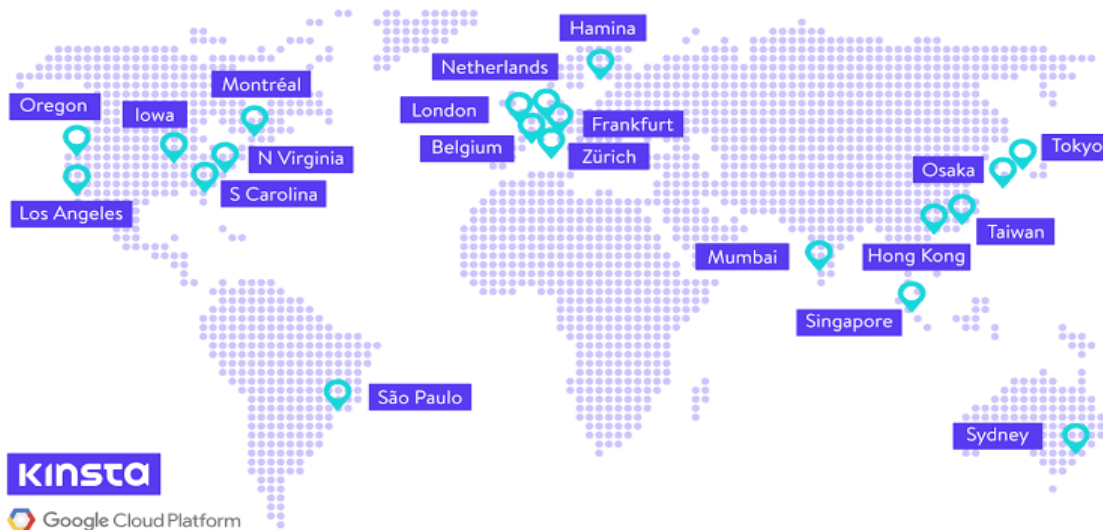 Hamina
Netherlands
Montréal
Oregon
Iowa
London
Frankfurt
Belgium
Zürich
N Virginia
S Carolina
Los Angeles
Tokyo
Osaka
Taiwan
Mumbai
Hong Kong
Singapore
São Paulo
Sydney
KINSTA
Google Cloud Platform